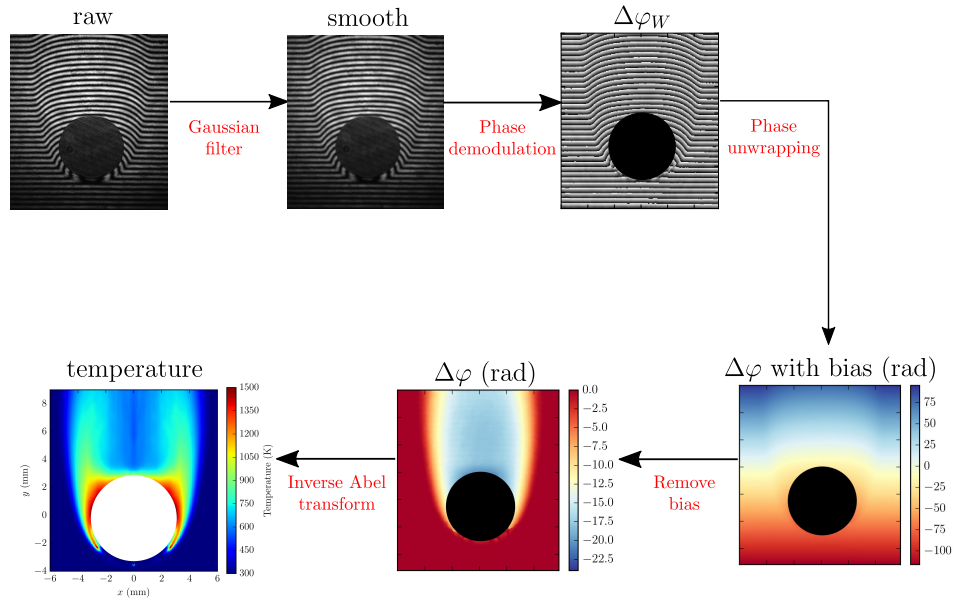 raw
smooth
$\Delta\varphi_W$
Gaussian
filter
Phase
demodulation
Phase
unwrapping
temperature
Δφ (rad)
Δφ with bias (rad)
8
6
4
2
0
−2
−4
y (mm)
−6 −4 −2 0 2 4 6
x (mm)
1500
1350
1200
1050
900
750
600
450
300
Temperature (K)
Inverse Abel
transform
0.0
−2.5
−5.0
−7.5
−10.0
−12.5
−15.0
−17.5
−20.0
−22.5
Remove
bias
75
50
25
0
−25
−50
−75
−100